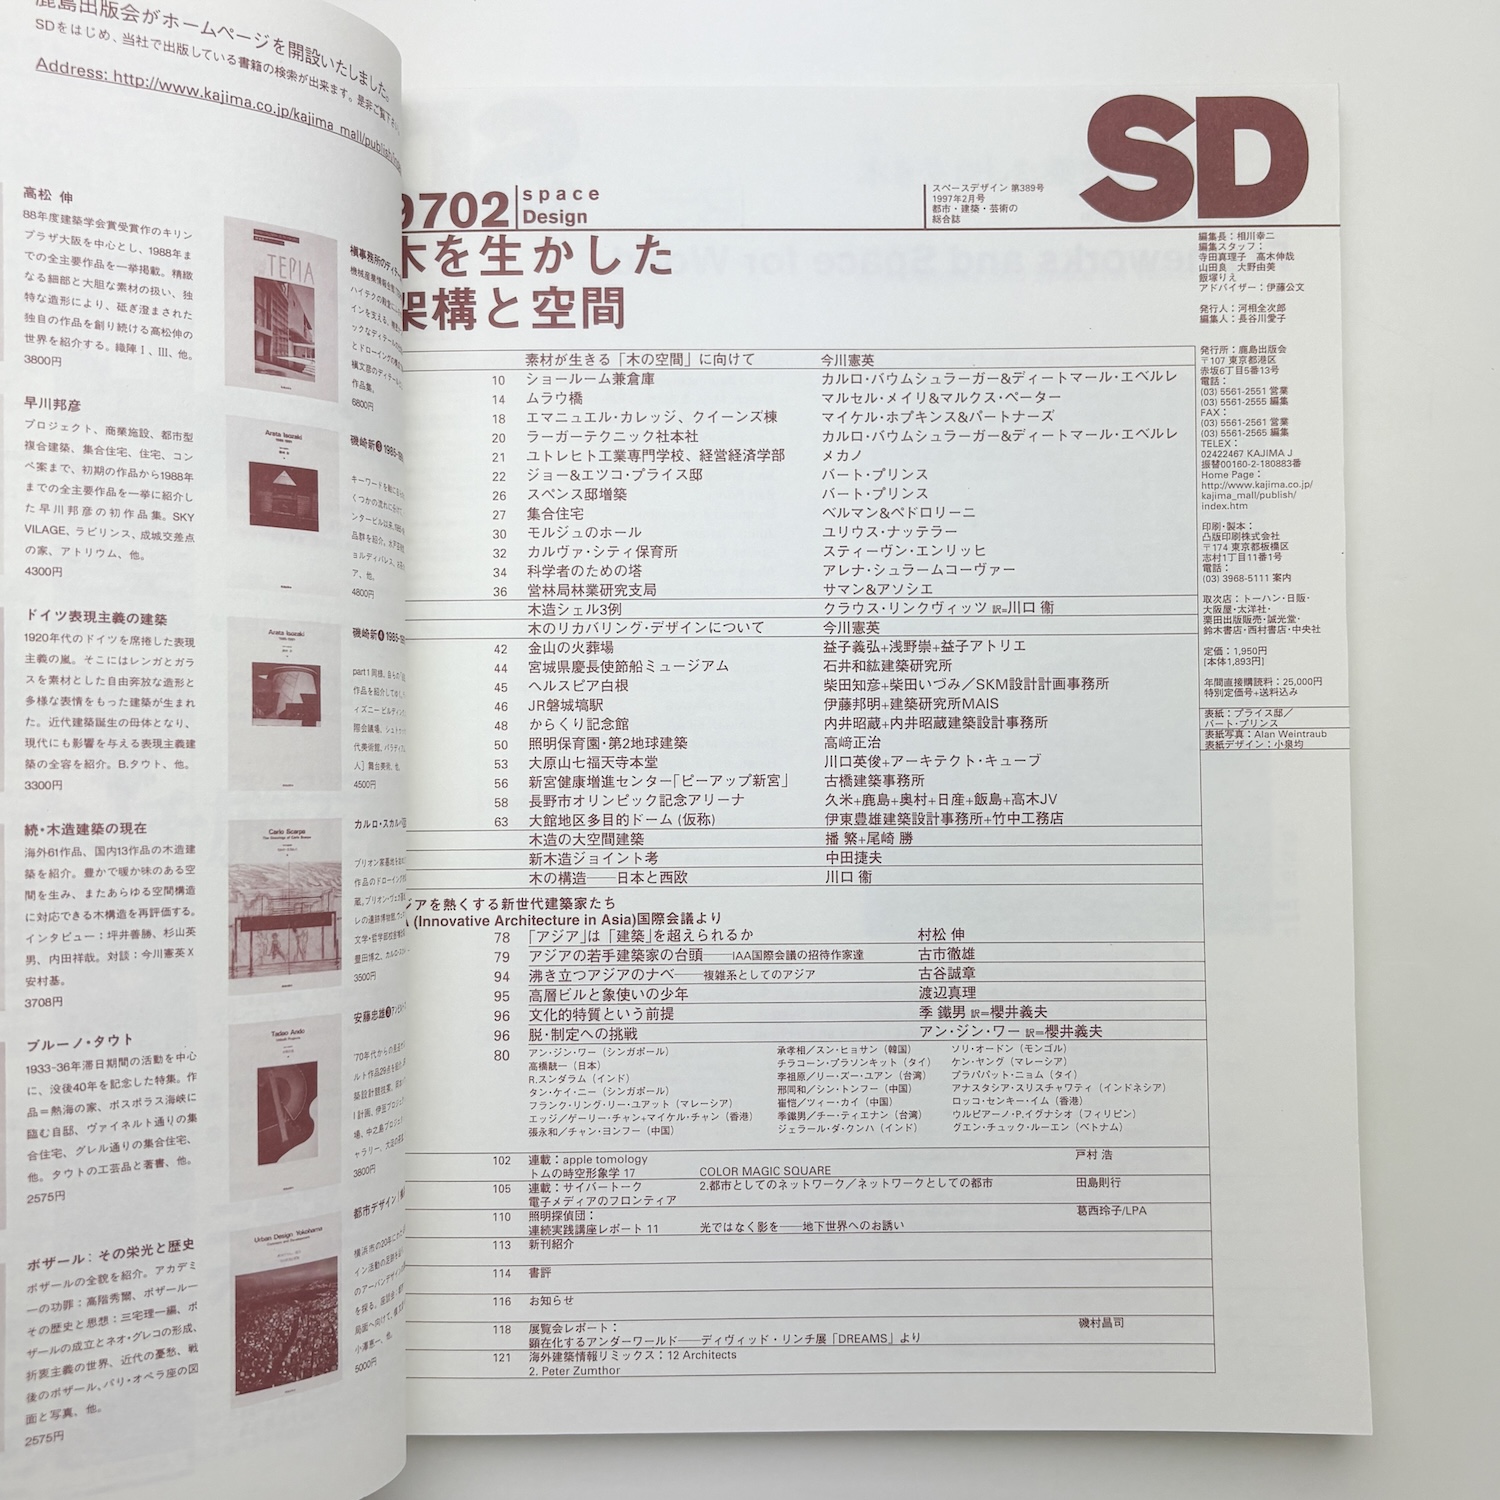 鹿島出版会がホームページを開設いたしました。
SDをはじめ、当社で出版している書籍の検索が出来ます。是非ご覧下さい。
Address: http://www.kajima.co.jp/kajima_mall/publish/
高松 伸
88年度建築学会賞受賞作のキリン
プラザ大阪を中心とし、1988年ま
での全主要作品を一挙掲載。精緻
なる細部と大胆な素材の扱い、独
特な造形により、砥ぎ澄まされた
独自の作品を創り続ける高松伸の
世界を紹介する。織陣Ⅰ、Ⅲ、他。
3800円
早川邦彦
プロジェクト、商業施設、都市型
複合建築、集合住宅、住宅、コン
ペ案まで、初期の作品から1988年
までの全主要作品を一挙に紹介し
た早川邦彦の初作品集。SKY
VILAGE、ラビリンス、成城交差点
の家、アトリウム、他。
4300円
ドイツ表現主義の建築
1920年代のドイツを席捲した表現
主義の嵐。そこにはレンガとガラ
スを素材とした自由奔放な造形と
多様な表情をもった建築が生まれ
た。近代建築誕生の母体となり、
現代にも影響を与える表現主義建
築の全容を紹介。B.タウト、他。
3300円
続・木造建築の現在
海外61作品、国内13作品の木造建
築を紹介。豊かで暖か味のある空
間を生み、またあらゆる空間構造
に対応できる木構造を再評価する。
インタビュー：坪井善勝、杉山英
男、内田祥哉。対談：今川憲英X
安村基。
3708円
ブルーノ・タウト
1933-36年滞日期間の活動を中心
に、没後40年を記念した特集。作
品＝熱海の家、ボスポラス海峡に
臨む自邸、ヴァイネルト通りの集
合住宅、グレル通りの集合住宅、
他。タウトの工芸品と著書、他。
2575円
ボザール：その栄光と歴史
ボザールの全貌を紹介。アカデミ
ーの功罪：高階秀爾、ボザール―
その歴史と思想：三宅理一編、ボ
ザールの成立とネオ・グレコの形成、
折衷主義の世界、近代の憂愁、戦
後のボザール、パリ・オペラ座の図
面と写真、他。
2575円
TEPIA
Arata Isozaki
Arata Isozaki
Carlo Scarpa
Tadao Ando
Urban Design Yokohama
槇事務所のディテー
作品集。
6800円
磯崎新❸1985-
ア、他。
4800円
磯崎新❹1985-
4500円
カルロ・スカル
3500円
安藤忠雄❸
3800円
都市デザイン
5000円
9702
space
Design
スペースデザイン 第389号
1997年2月号
都市・建築・芸術の
総合誌
SD
木を生かした
架構と空間
素材が生きる「木の空間」に向けて 今川憲英
10 ショールーム兼倉庫 カルロ・バウムシュラーガー&ディートマール・エベルレ
14 ムラウ橋 マルセル・メイリ&マルクス・ペーター
18 エマニュエル・カレッジ、クイーンズ棟 マイケル・ホプキンス&パートナーズ
20 ラーガーテクニック社本社 カルロ・バウムシュラーガー&ディートマール・エベルレ
21 ユトレヒト工業専門学校、経営経済学部 メカノ
22 ジョー&エツコ・プライス邸 バート・プリンス
26 スペンス邸増築 バート・プリンス
27 集合住宅 ベルマン&ペドロリーニ
30 モルジュのホール ユリウス・ナッテラー
32 カルヴァ・シティ保育所 スティーヴン・エンリッヒ
34 科学者のための塔 アレナ・シュラームコーヴァー
36 営林局林業研究支局 サマン&アソシエ
木造シェル3例 クラウス・リンクヴィッツ 訳=川口 衞
木のリカバリング・デザインについて 今川憲英
42 金山の火葬場 益子義弘+浅野崇+益子アトリエ
44 宮城県慶長使節船ミュージアム 石井和紘建築研究所
45 ヘルスピア白根 柴田知彦+柴田いづみ／SKM設計計画事務所
46 JR磐城塙駅 伊藤邦明+建築研究所MAIS
48 からくり記念館 内井昭蔵+内井昭蔵建築設計事務所
50 照明保育園・第2地球建築 高﨑正治
53 大原山七福天寺本堂 川口英俊+アーキテクト・キューブ
56 新宮健康増進センター「ピーアップ新宮」 古橋建築事務所
58 長野市オリンピック記念アリーナ 久米+鹿島+奥村+日産+飯島+高木JV
63 大館地区多目的ドーム (仮称) 伊東豊雄建築設計事務所+竹中工務店
木造の大空間建築 播 繁+尾崎 勝
新木造ジョイント考 中田捷夫
木の構造――日本と西欧 川口 衞
ジアを熱くする新世代建築家たち
A (Innovative Architecture in Asia)国際会議より
78 「アジア」は「建築」を超えられるか 村松 伸
79 アジアの若手建築家の台頭――IAA国際会議の招待作家達 古市徹雄
94 沸き立つアジアのナベ――複雑系としてのアジア 古谷誠章
95 高層ビルと象使いの少年 渡辺真理
96 文化的特質という前提 季 鐵男 訳=櫻井義夫
96 脱・制定への挑戦 アン・ジン・ワー 訳=櫻井義夫
80 アン・ジン・ワー（シンガポール） 承孝相／スン・ヒョサン（韓国） ソリ・オードン（モンゴル）
高橋靗一（日本） チラコーン・プラソンキット（タイ） ケン・ヤング（マレーシア）
R.スンダラム（インド） 李祖原／リー・ズー・ユアン（台湾） プラパパット・ニョム（タイ）
タン・ケイ・ニー（シンガポール） 邢同和／シン・トンフー（中国） アナスタシア・スリスチャワティ（インドネシア）
フランク・リング・リー・ユアット（マレーシア） 崔愷／ツィー・カイ（中国） ロッコ・センキー・イム（香港）
エッジ／ゲーリー・チャン+マイケル・チャン（香港） 季鐵男／チー・ティエナン（台湾） ウルピアーノ・P.イグナシオ（フィリピン）
張永和／チャン・ヨンフー（中国） ジェラール・ダ・クンハ（インド） グエン・チュック・ルーエン（ベトナム）
102 連載：apple tomology 戸村 浩
トムの時空形象学 17 COLOR MAGIC SQUARE
105 連載：サイバートーク 2.都市としてのネットワーク／ネットワークとしての都市 田島則行
電子メディアのフロンティア
110 照明探偵団： 葛西玲子/LPA
連続実践講座レポート 11 光ではなく影を――地下世界へのお誘い
113 新刊紹介
114 書評
116 お知らせ
118 展覧会レポート： 磯村昌司
顕在化するアンダーワールド――ディヴィッド・リンチ展「DREAMS」より
121 海外建築情報リミックス：12 Architects
2. Peter Zumthor
編集長：相川幸二
編集スタッフ：
寺田真理子 高木伸哉
山田良 大野由美
飯塚りえ
アドバイザー：伊藤公文
発行人：河相全次郎
編集人：長谷川愛子
発行所：鹿島出版会
〒107 東京都港区
赤坂6丁目5番13号
電話：
(03) 5561-2551 営業
(03) 5561-2555 編集
FAX：
(03) 5561-2561 営業
(03) 5561-2565 編集
TELEX：
02422467 KAJIMA J
振替00160-2-180883番
Home Page：
http://www.kajima.co.jp/
kajima_mall/publish/
index.htm
印刷・製本：
凸版印刷株式会社
〒174 東京都板橋区
志村1丁目11番1号
電話：
(03) 3968-5111 案内
取次店：トーハン・日販・
大阪屋・太洋社・
栗田出版販売・誠光堂・
鈴木書店・西村書店・中央社
定価：1,950円
[本体1,893円]
年間直接購読料：25,000円
特別定価号+送料込み
表紙：プライス邸／
バート・プリンス
表紙写真：Alan Weintraub
表紙デザイン：小泉均